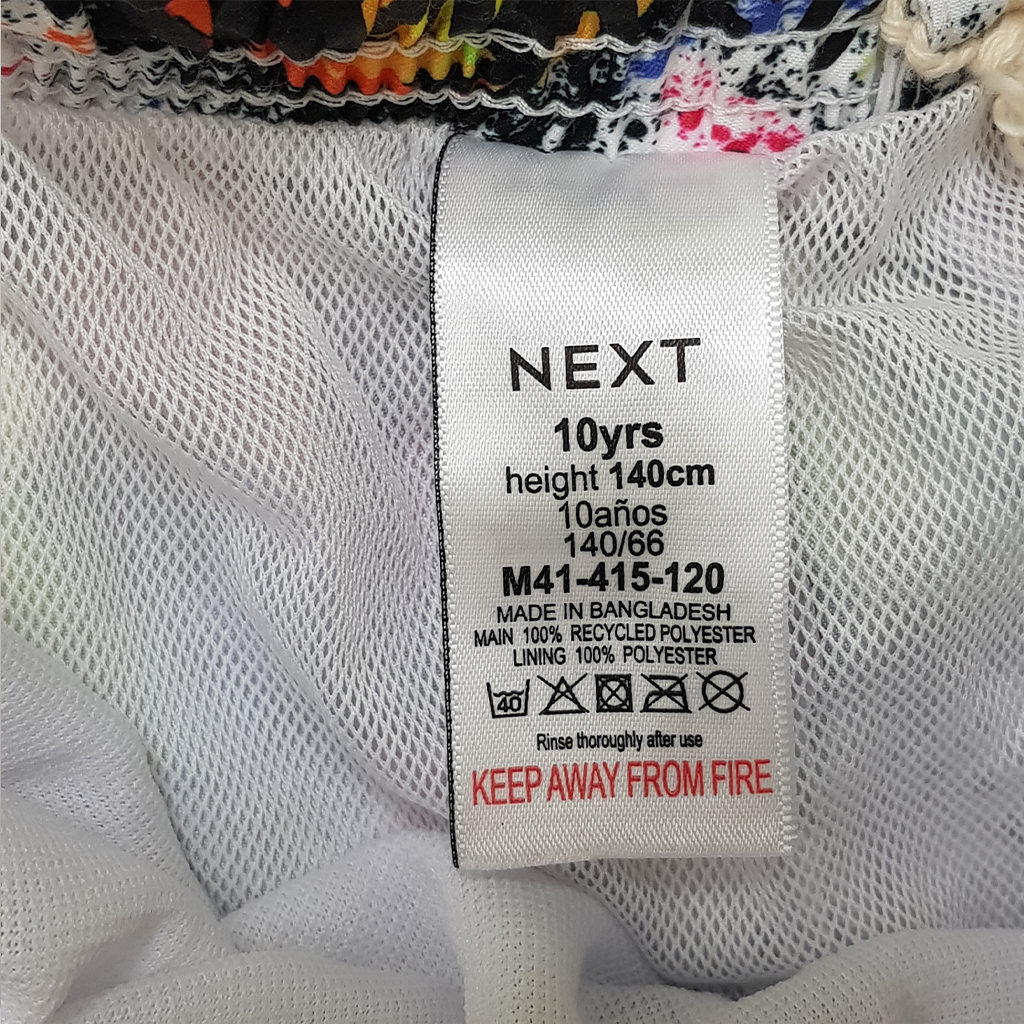 NEXT
10yrs
height 140cm
10años
140/66
M41-415-120
MADE IN BANGLADESH
MAIN 100% RECYCLED POLYESTER
LINING 100% POLYESTER
40
Rinse thoroughly after use
KEEP AWAY FROM FIRE